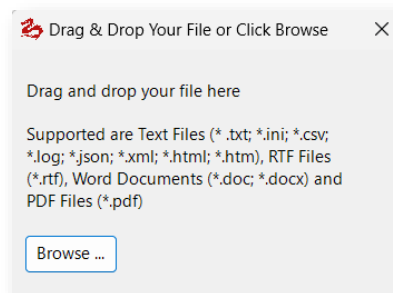 Drag & Drop Your File or Click Browse
Drag and drop your file here
Supported are Text Files (* .txt; *.ini; *.csv;
*.log; *.json; *.xml; *.html; *.htm), RTF Files
(*.rtf), Word Documents (*.doc; *.docx) and
PDF Files (*.pdf)
Browse ...